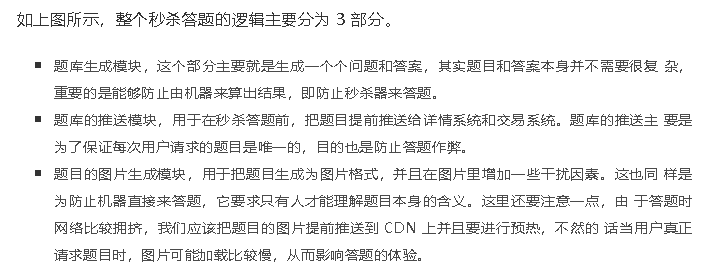 如上图所示，整个秒杀答题的逻辑主要分为 3 部分。
▪ 题库生成模块，这个部分主要就是生成一个个问题和答案，其实题目和答案本身并不需要很复 杂，
重要的是能够防止由机器来算出结果，即防止秒杀器来答题。
▪ 题库的推送模块，用于在秒杀答题前，把题目提前推送给详情系统和交易系统。题库的推送主 要是
为了保证每次用户请求的题目是唯一的，目的也是防止答题作弊。
▪ 题目的图片生成模块，用于把题目生成为图片格式，并且在图片里增加一些干扰因素。这也同 样是
为防止机器直接来答题，它要求只有人才能理解题目本身的含义。这里还要注意一点，由 于答题时
网络比较拥挤，我们应该把题目的图片提前推送到 CDN 上并且要进行预热，不然的 话当用户真正
请求题目时，图片可能加载比较慢，从而影响答题的体验。